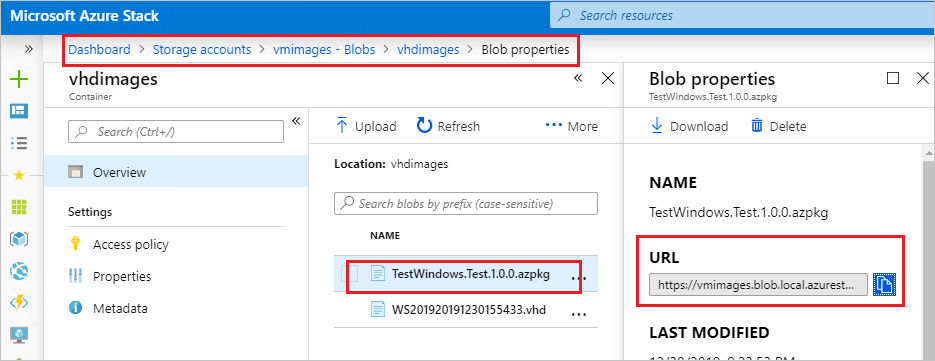 Microsoft Azure Stack
Search resources
Dashboard > Storage accounts > vmimages - Blobs > vhdimages > Blob properties
vhdimages
Container
Search (Ctrl+/)
Overview
Settings
Access policy
Properties
Metadata
Upload Refresh More
Location: vhdimages
Search blobs by prefix (case-sensitive)
NAME
TestWindows.Test.1.0.0.azpkg ...
WS201920191230155433.vhd ...
Blob properties
TestWindows.Test.1.0.0.azpkg
Download Delete
NAME
TestWindows.Test.1.0.0.azpkg
URL
https://vmimages.blob.local.azurest...
LAST MODIFIED